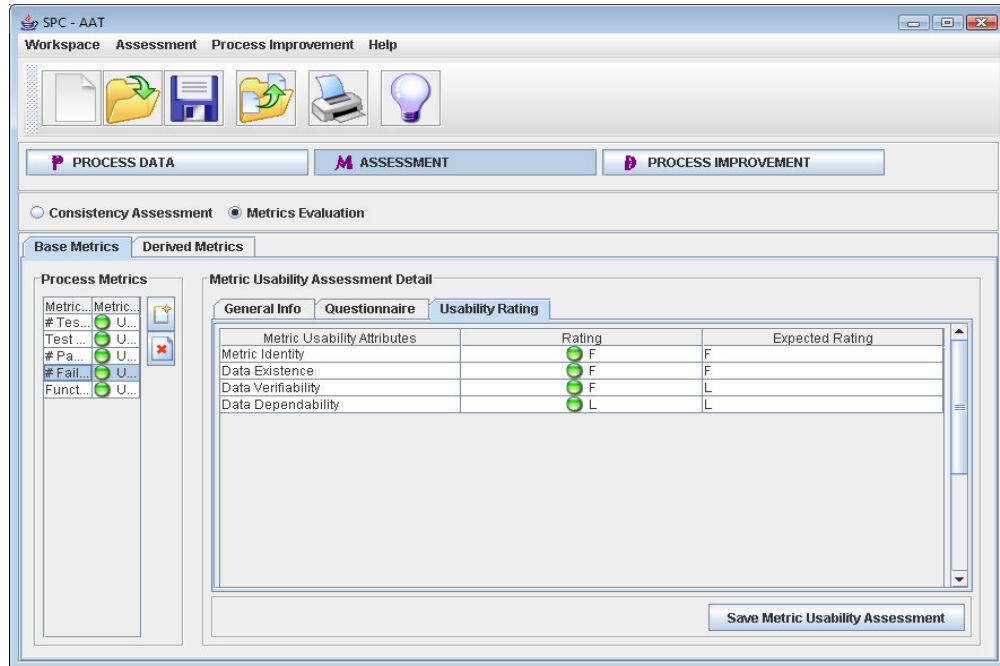 SPC - AAT
Workspace Assessment Process Improvement Help
P PROCESS DATA M ASSESSMENT D PROCESS IMPROVEMENT
Consistency Assessment Metrics Evaluation
Base Metrics Derived Metrics
Process Metrics
Metric... Metric...
# Tes... U...
Test ... U...
# Pa... U...
# Fail... U...
Funct... U...
Metric Usability Assessment Detail
General Info Questionnaire Usability Rating
Metric Usability Attributes Rating Expected Rating
Metric Identity F F
Data Existence F F
Data Verifiability F L
Data Dependability L L
Save Metric Usability Assessment